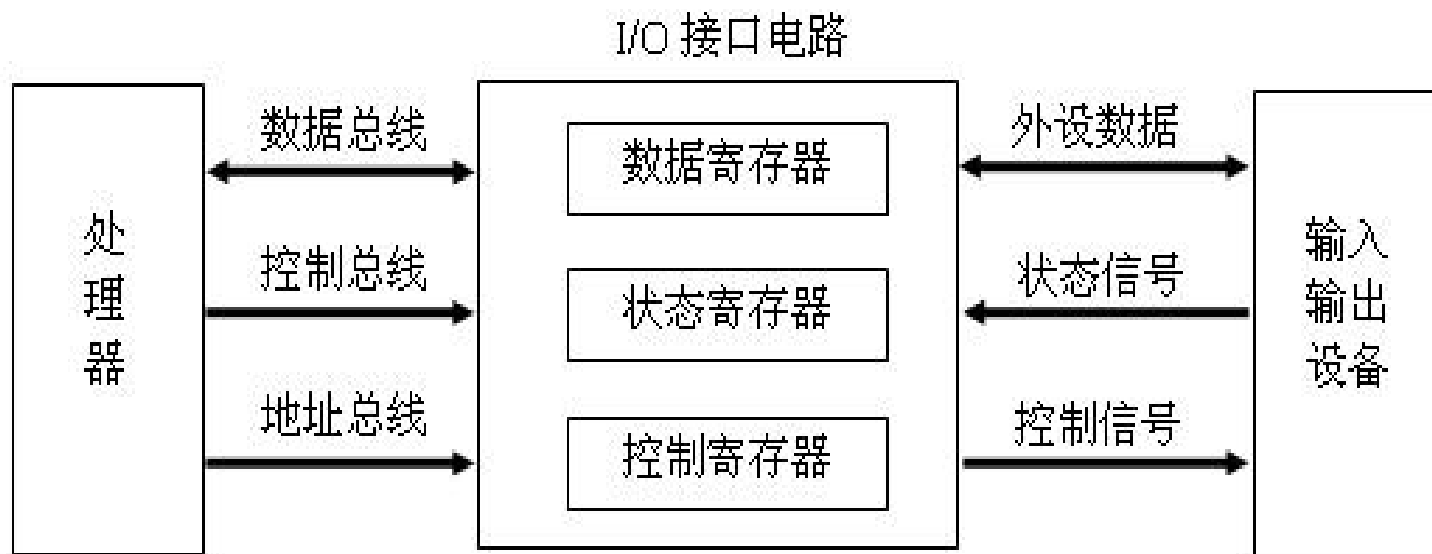 I/O 接口电路
处理器
数据总线
控制总线
地址总线
数据寄存器
状态寄存器
控制寄存器
外设数据
状态信号
控制信号
输入
输出
设备